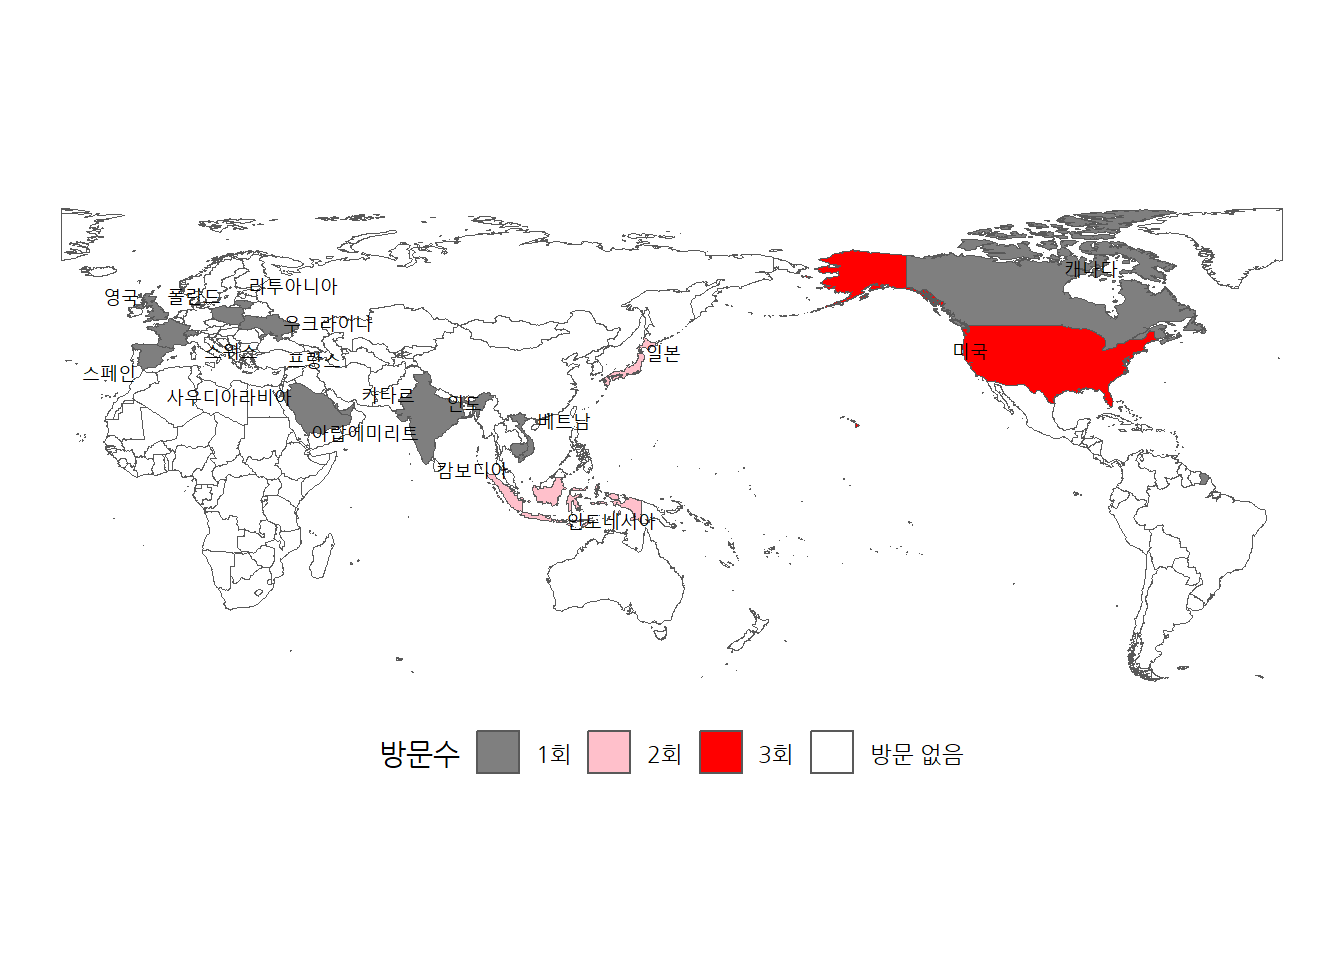 캐나다
리투아니아
영국
폴란드
우크라이나
스위스
일본
미국
프랑스
스페인
카타르
사우디아라비아
인도
베트남
아랍에미리트
캄보디아
인도네시아
방문수 1회 2회 3회 방문 없음